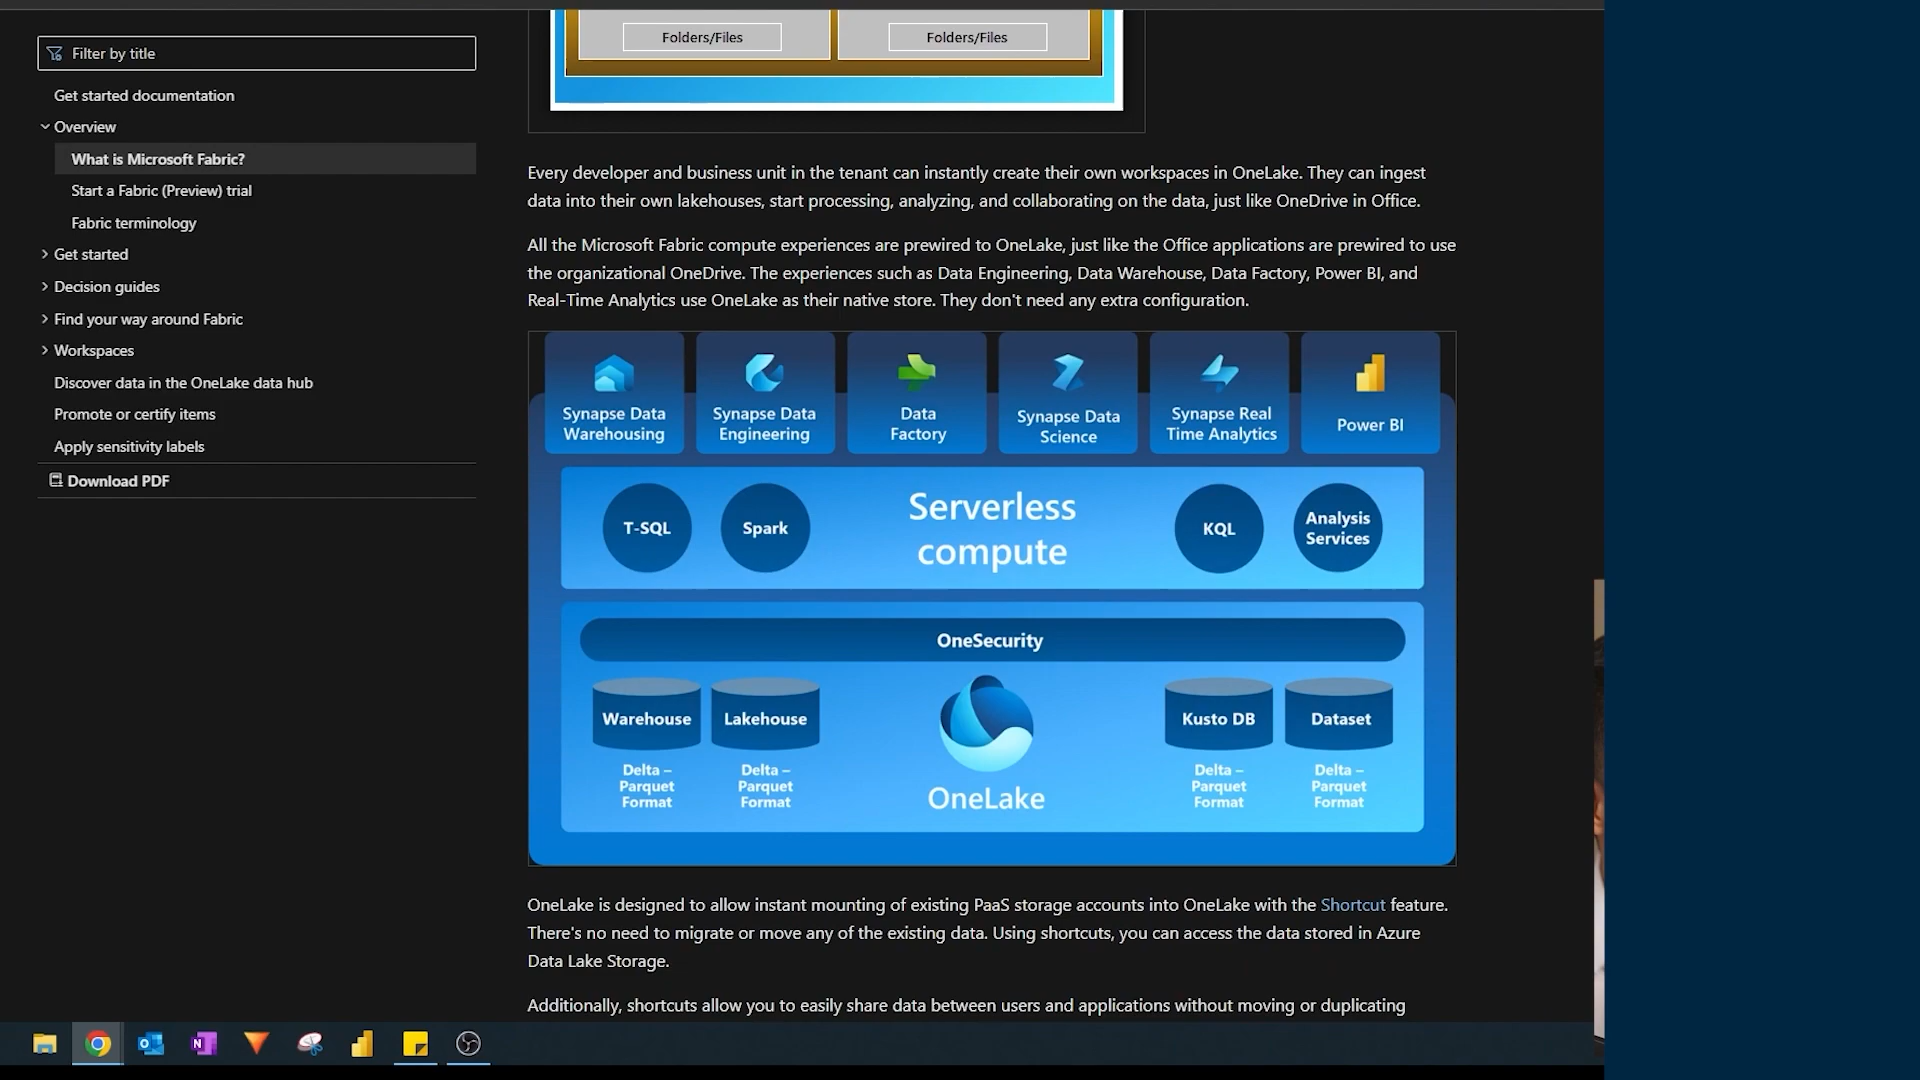 Filter by title
Get started documentation
Overview
What is Microsoft Fabric?
Start a Fabric (Preview) trial
Fabric terminology
Get started
Decision guides
Find your way around Fabric
Workspaces
Discover data in the OneLake data hub
Promote or certify items
Apply sensitivity labels
Download PDF
Folders/Files
Folders/Files
Every developer and business unit in the tenant can instantly create their own workspaces in OneLake. They can ingest
data into their own lakehouses, start processing, analyzing, and collaborating on the data, just like OneDrive in Office.
All the Microsoft Fabric compute experiences are prewired to OneLake, just like the Office applications are prewired to use
the organizational OneDrive. The experiences such as Data Engineering, Data Warehouse, Data Factory, Power BI, and
Real-Time Analytics use OneLake as their native store. They don't need any extra configuration.
Synapse Data
Warehousing
Synapse Data
Engineering
Data
Factory
Synapse Data
Science
Synapse Real
Time Analytics
Power BI
T-SQL
Spark
Serverless
compute
KQL
Analysis
Services
OneSecurity
Warehouse
Lakehouse
Kusto DB
Dataset
Delta –
Parquet
Format
Delta –
Parquet
Format
OneLake
Delta –
Parquet
Format
Delta –
Parquet
Format
OneLake is designed to allow instant mounting of existing PaaS storage accounts into OneLake with the Shortcut feature.
There's no need to migrate or move any of the existing data. Using shortcuts, you can access the data stored in Azure
Data Lake Storage.
Additionally, shortcuts allow you to easily share data between users and applications without moving or duplicating